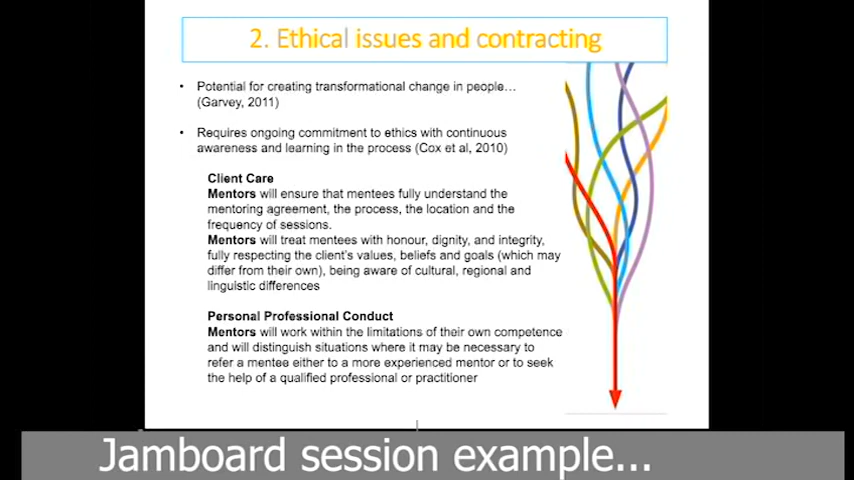 2. Ethical issues and contracting
• Potential for creating transformational change in people…
(Garvey, 2011)
• Requires ongoing commitment to ethics with continuous
awareness and learning in the process (Cox et al, 2010)
Client Care
Mentors will ensure that mentees fully understand the
mentoring agreement, the process, the location and the
frequency of sessions.
Mentors will treat mentees with honour, dignity, and integrity,
fully respecting the client's values, beliefs and goals (which may
differ from their own), being aware of cultural, regional and
linguistic differences
Personal Professional Conduct
Mentors will work within the limitations of their own competence
and will distinguish situations where it may be necessary to
refer a mentee either to a more experienced mentor or to seek
the help of a qualified professional or practitioner
Jamboard session example...